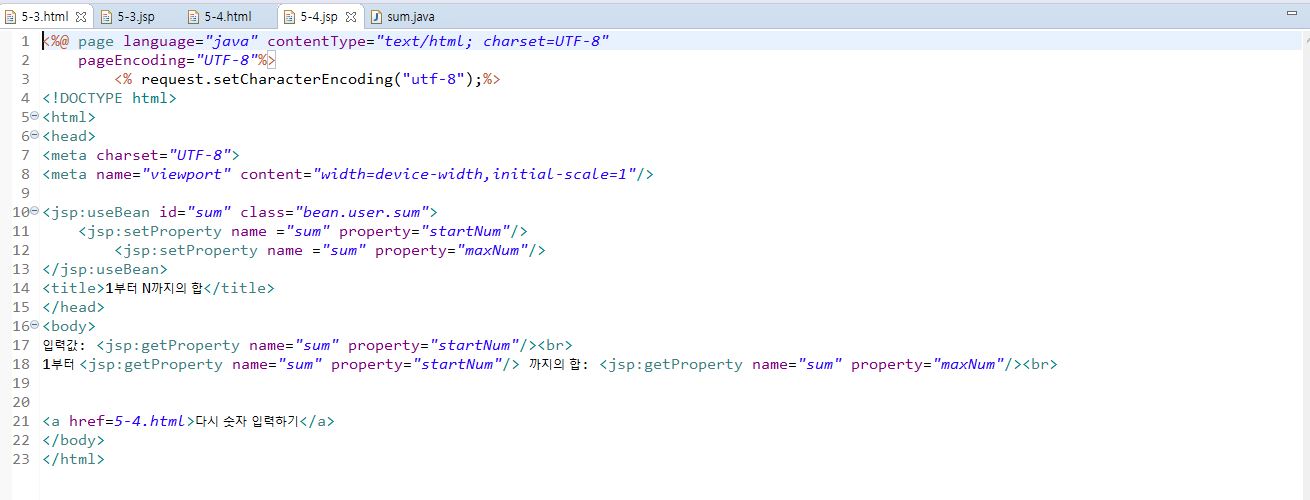 5-3.html 5-3.jsp 5-4.html 5-4.jsp sum.java
1 <%@ page language="java" contentType="text/html; charset=UTF-8"
2 pageEncoding="UTF-8"%>
3 <% request.setCharacterEncoding("utf-8");%>
4 <!DOCTYPE html>
5 <html>
6 <head>
7 <meta charset="UTF-8">
8 <meta name="viewport" content="width=device-width,initial-scale=1"/>
9
10 <jsp:useBean id="sum" class="bean.user.sum">
11 <jsp:setProperty name ="sum" property="startNum"/>
12 <jsp:setProperty name ="sum" property="maxNum"/>
13 </jsp:useBean>
14 <title>1부터 N까지의 합</title>
15 </head>
16 <body>
17 입력값: <jsp:getProperty name="sum" property="startNum"/><br>
18 1부터 <jsp:getProperty name="sum" property="startNum"/> 까지의 합: <jsp:getProperty name="sum" property="maxNum"/><br>
19
20
21 <a href=5-4.html>다시 숫자 입력하기</a>
22 </body>
23 </html>